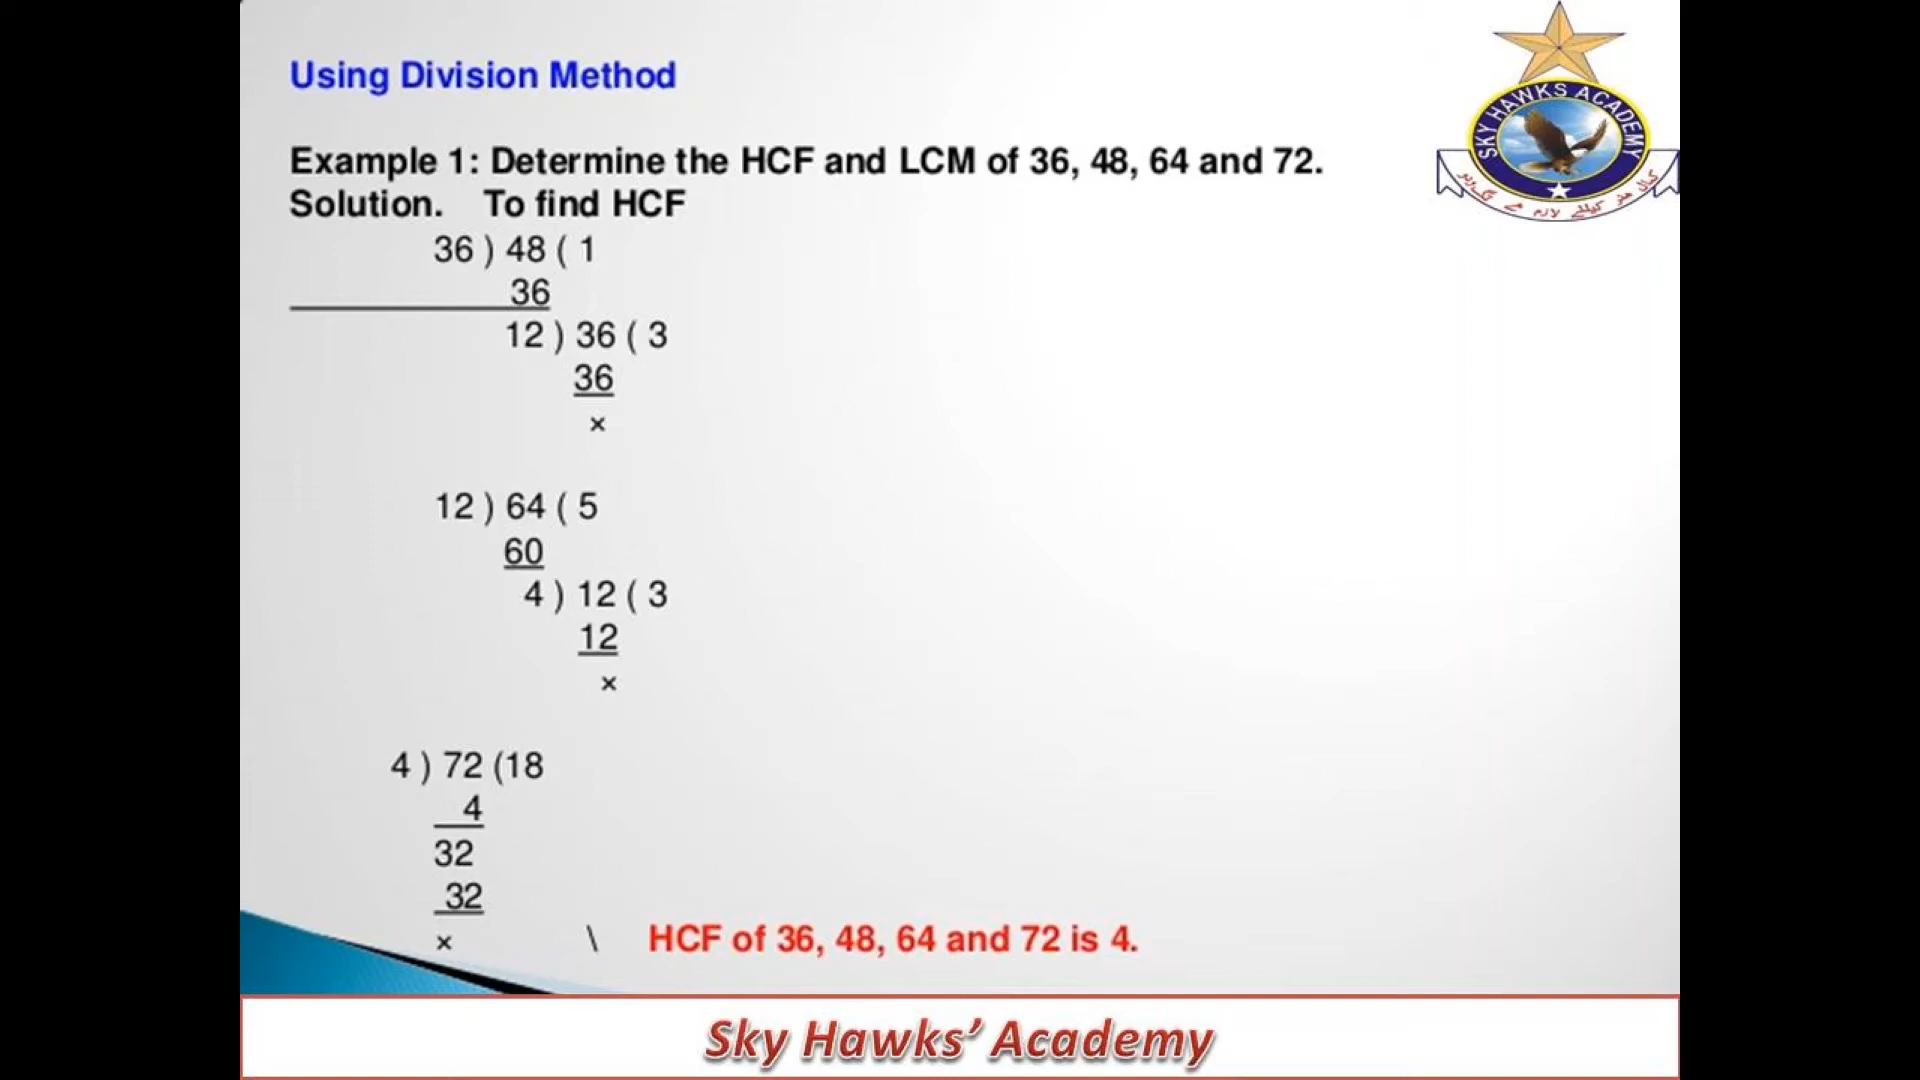 Using Division Method
SKY HAWKS ACADEMY
Example 1: Determine the HCF and LCM of 36, 48, 64 and 72.
Solution. To find HCF
36 ) 48 ( 1
36
12 ) 36 ( 3
36
×
12 ) 64 ( 5
60
4 ) 12 ( 3
12
×
4 ) 72 (18
4
32
32
×
\ HCF of 36, 48, 64 and 72 is 4.
Sky Hawks’ Academy